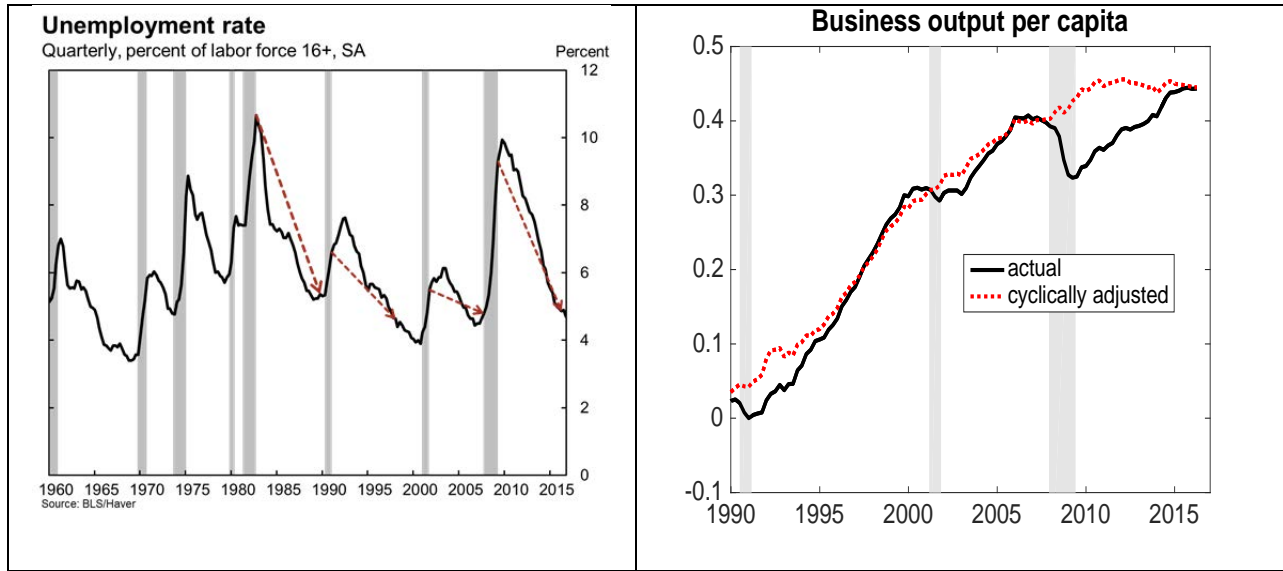 Unemployment rate
Quarterly, percent of labor force 16+, SA
Percent
12
10
8
6
4
2
0
1960 1965 1970 1975 1980 1985 1990 1995 2000 2005 2010 2015
Source: BLS/Haver
Business output per capita
0.5
0.4
0.3
0.2
0.1
0
-0.1
actual
cyclically adjusted
1990 1995 2000 2005 2010 2015